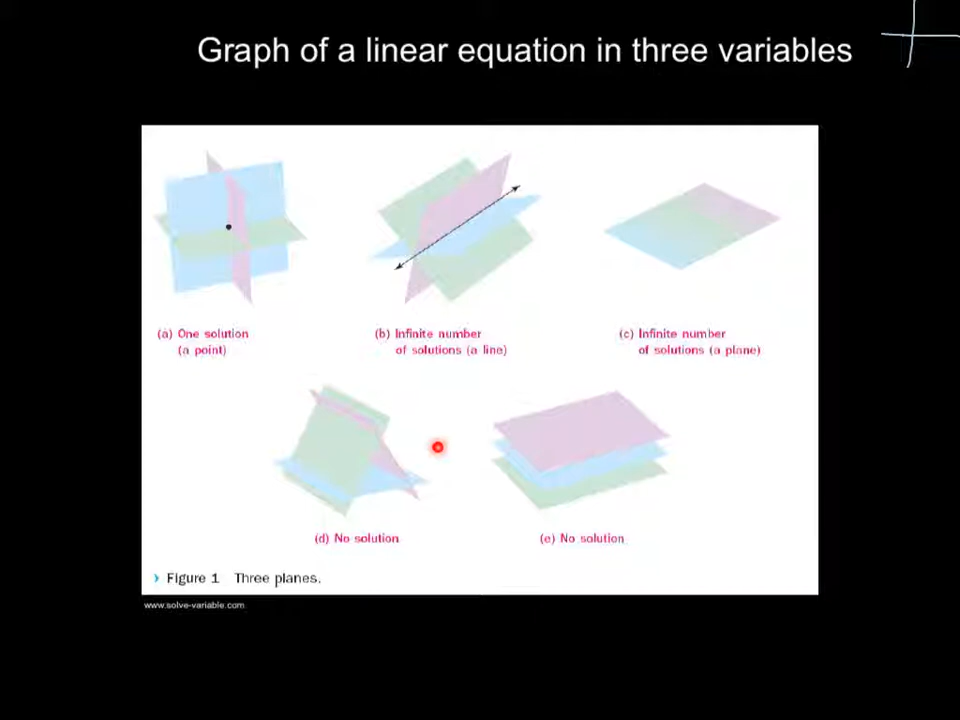 Graph of a linear equation in three variables
(a) One solution
(a point)
(b) Infinite number
of solutions (a line)
(c) Infinite number
of solutions (a plane)
(d) No solution
(e) No solution
› Figure 1 Three planes.
www.solve-variable.com